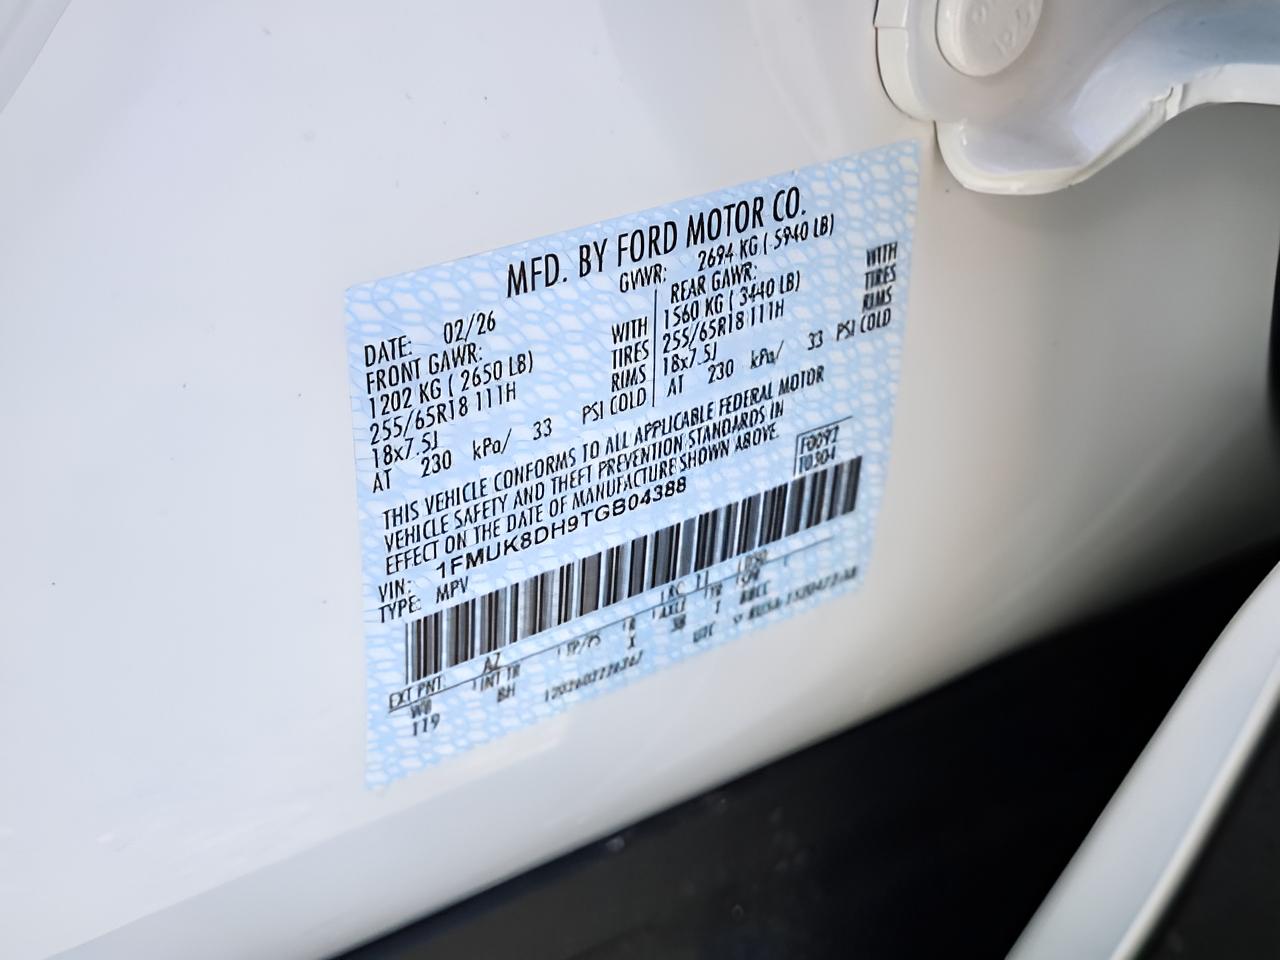 MFD. BY FORD MOTOR CO.
DATE: 02/26 GVWR: 2694 KG ( 5940 LB)
FRONT GAWR: REAR GAWR:
1202 KG ( 2650 LB) WITH 1560 KG ( 3440 LB) WITH
255/65R18 111H TIRES 255/65R18 111H TIRES
18x7.5J RIMS 18x7.5J RIMS
AT 230 kPa/ 33 PSI COLD AT 230 kPa/ 33 PSI COLD
THIS VEHICLE CONFORMS TO ALL APPLICABLE FEDERAL MOTOR
VEHICLE SAFETY AND THEFT PREVENTION STANDARDS IN
EFFECT ON THE DATE OF MANUFACTURE SHOWN ABOVE.
VIN: 1FMUK8DH9TGB04388
TYPE: MPV
F0092
T0304
EXT PNT AZ
INT TR
BH
119